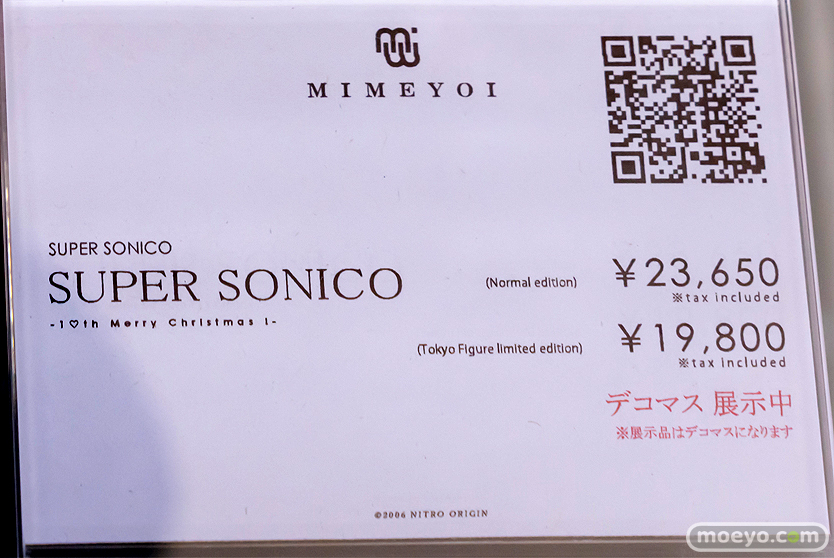 MIMEYOI
SUPER SONICO
SUPER SONICO
-1♡th Merry Christmas !-
(Normal edition) ¥23,650
※tax included
(Tokyo Figure limited edition) ¥19,800
※tax included
デコマス 展示中
※展示品はデコマスになります
©2006 NITRO ORIGIN
moeyo.com